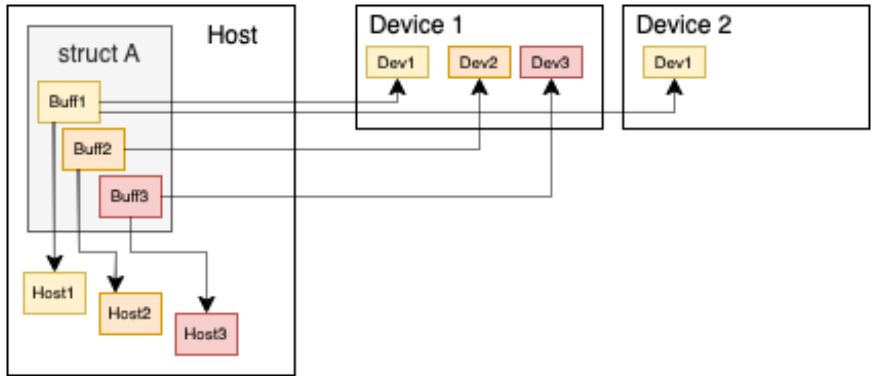 Host
struct A
Buff1
Buff2
Buff3
Host1
Host2
Host3
Device 1
Dev1
Dev2
Dev3
Device 2
Dev1